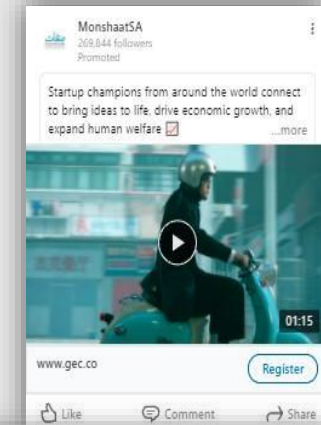 MonshaatSA
269,844 followers
Promoted
Startup champions from around the world connect
to bring ideas to life, drive economic growth, and
expand human welfare 📈 ...more
01:15
www.gec.co
Register
Like
Comment
Share